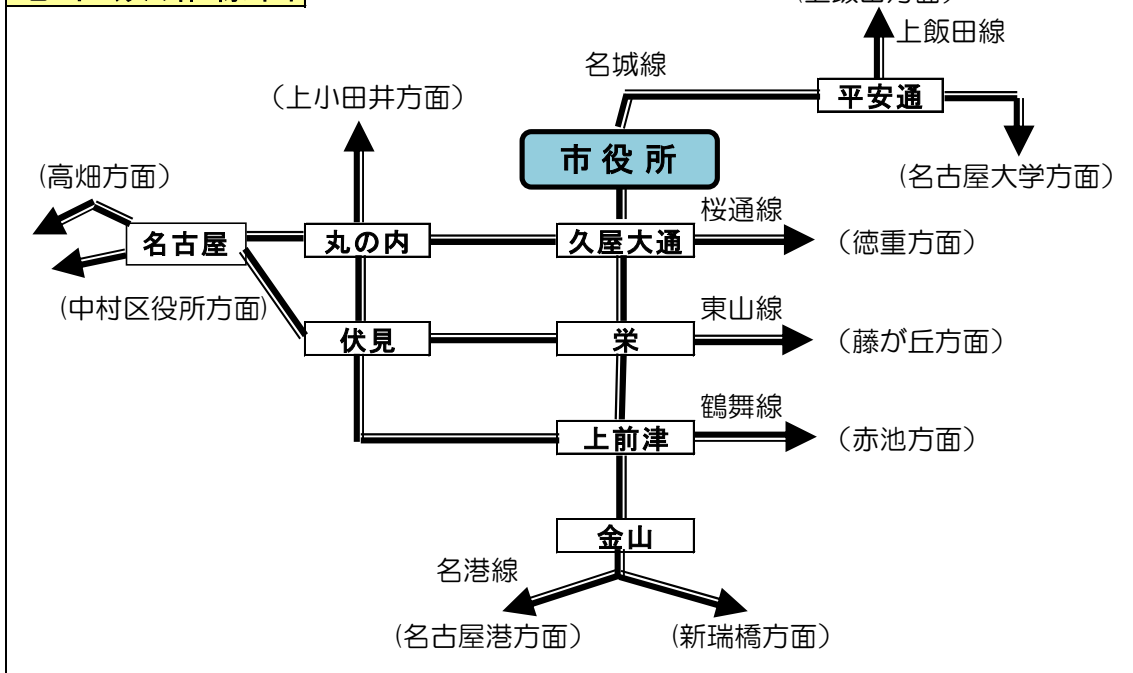 上飯田線
名城線
平安通
（上小田井方面）
市役所
(高畑方面）
(名古屋大学方面）
桜通線
名古屋
丸の内
久屋大通
（徳重方面）
(中村区役所方面)
東山線
伏見
栄
（藤が丘方面）
鶴舞線
上前津
（赤池方面）
金山
名港線
(名古屋港方面）
(新瑞橋方面）